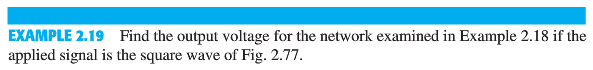 EXAMPLE 2.19 Find the output voltage for the network examined in Example 2.18 if the
applied signal is the square wave of Fig. 2.77.